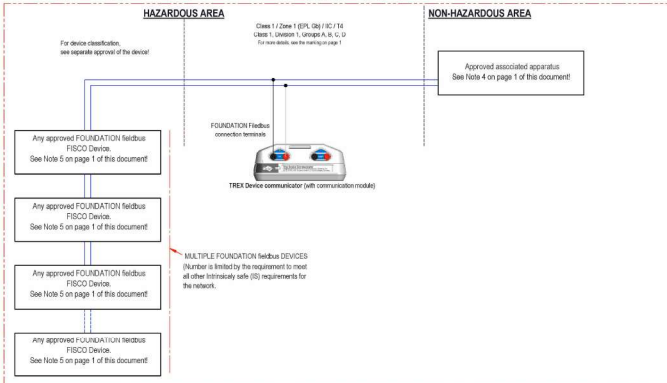 HAZARDOUS AREA
NON-HAZARDOUS AREA
Class 1 / Zone 1 (EPL Gb) / IIC / T4
Class 1, Division 1, Groups A, B, C, D
For more details, see the marking on page 1
For device classification,
see separate approval of the device!
Approved associated apparatus
See Note 4 on page 1 of this document!
FOUNDATION Filedbus
connection terminals
TREX Device communicator (with communication module)
Any approved FOUNDATION fieldbus
FISCO Device.
See Note 5 on page 1 of this document!
Any approved FOUNDATION fieldbus
FISCO Device.
See Note 5 on page 1 of this document!
MULTIPLE FOUNDATION fieldbus DEVICES
(Number is limited by the requirement to meet
all other Intrinsicaly safe (IS) requirements for
the network.
Any approved FOUNDATION fieldbus
FISCO Device.
See Note 5 on page 1 of this document!
Any approved FOUNDATION fieldbus
FISCO Device.
See Note 5 on page 1 of this document!